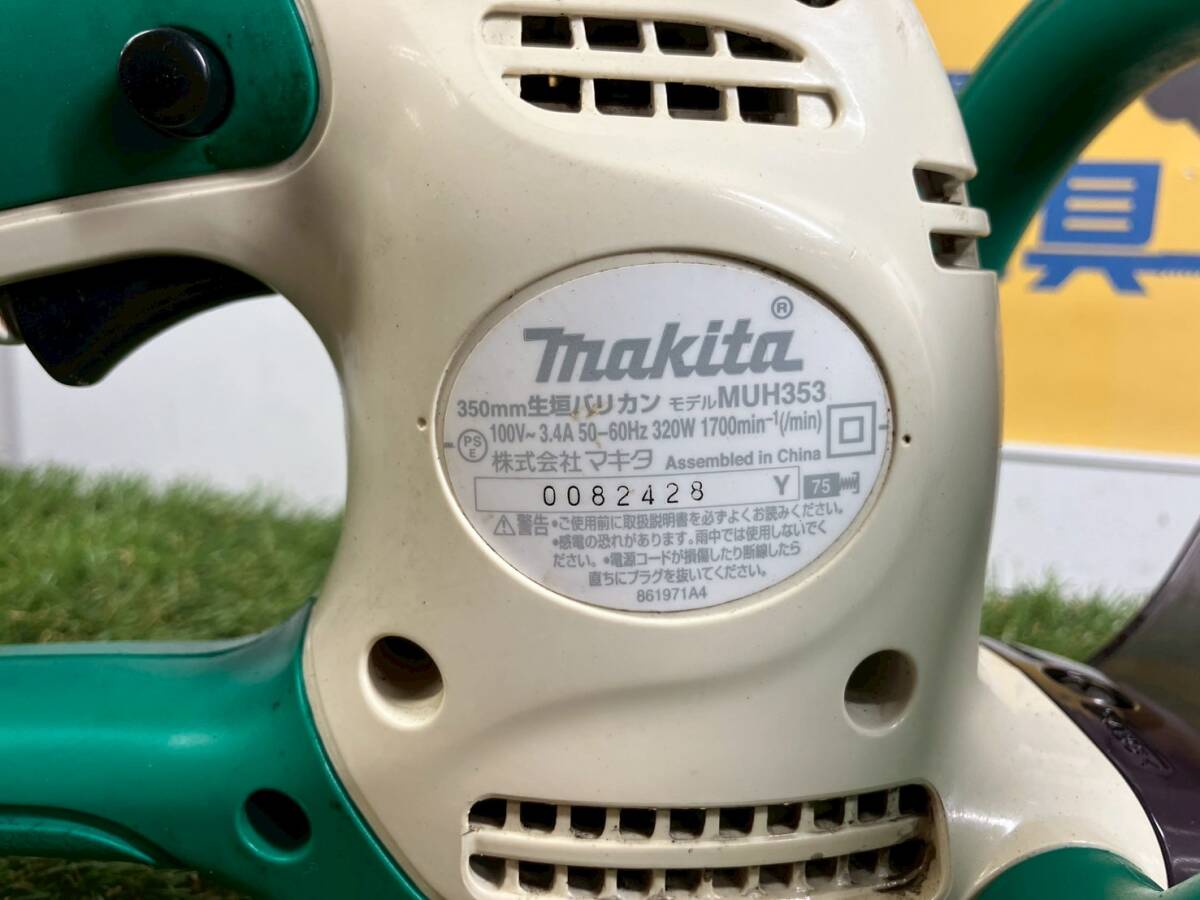 makita ®
350mm生垣バリカン モデルMUH353
PS E 100V~ 3.4A 50-60Hz 320W 1700min⁻¹(/min)
株式会社 マキタ Assembled in China
0082428 Y 75
⚠警告 •ご使用前に取扱説明書を必ずよくお読みください。
•感電の恐れがあります。雨中では使用しないでく
ださい。•電源コードが損傷したり断線したら
直ちにプラグを抜いてください。
861971A4
具